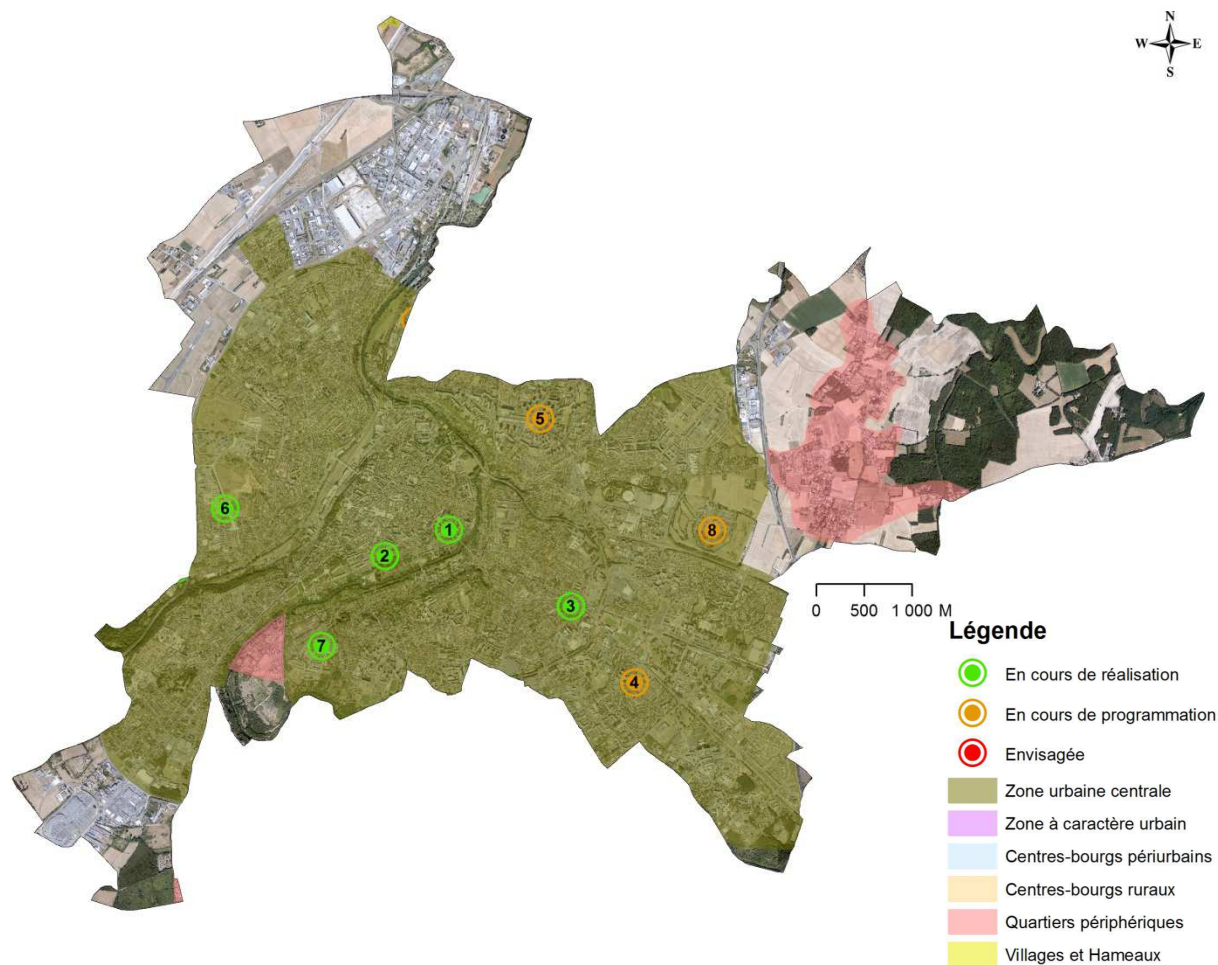 N
W E
S
5
6
1
8
2
3
7
4
0 500 1 000 M
Légende
En cours de réalisation
En cours de programmation
Envisagée
Zone urbaine centrale
Zone à caractère urbain
Centres-bourgs périurbains
Centres-bourgs ruraux
Quartiers périphériques
Villages et Hameaux